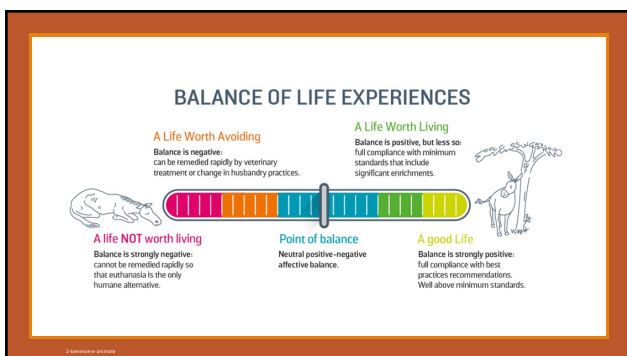 BALANCE OF LIFE EXPERIENCES
A Life Worth Avoiding
Balance is negative:
can be remedied rapidly by veterinary
treatment or change in husbandry practices.
A Life Worth Living
Balance is positive, but less so:
full compliance with minimum
standards that include
significant enrichments.
A life NOT worth living
Balance is strongly negative:
cannot be remedied rapidly so
that euthanasia is the only
humane alternative.
Point of balance
Neutral positive-negative
affective balance.
A good Life
Balance is strongly positive:
full compliance with best
practices recommendations.
Well above minimum standards.
3-benessere animale